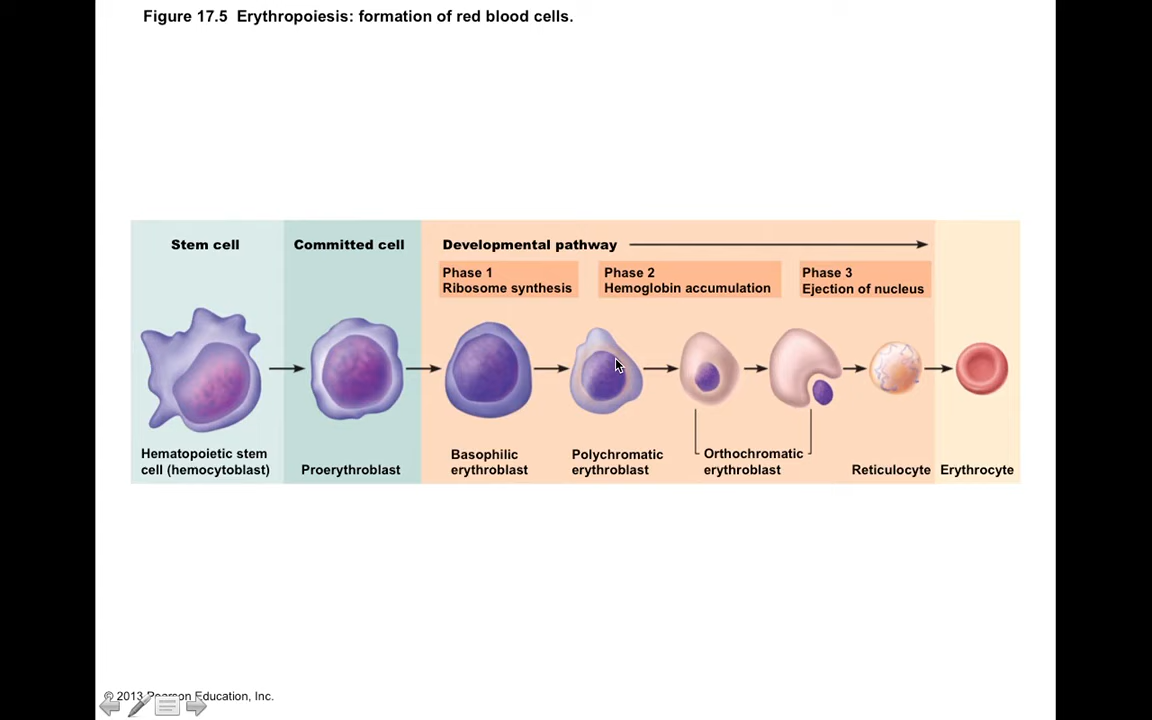 Figure 17.5 Erythropoiesis: formation of red blood cells.
Stem cell
Committed cell
Developmental pathway
Phase 1
Ribosome synthesis
Phase 2
Hemoglobin accumulation
Phase 3
Ejection of nucleus
Hematopoietic stem
cell (hemocytoblast)
Proerythroblast
Basophilic
erythroblast
Polychromatic
erythroblast
Orthochromatic
erythroblast
Reticulocyte
Erythrocyte
© 2013 Pearson Education, Inc.